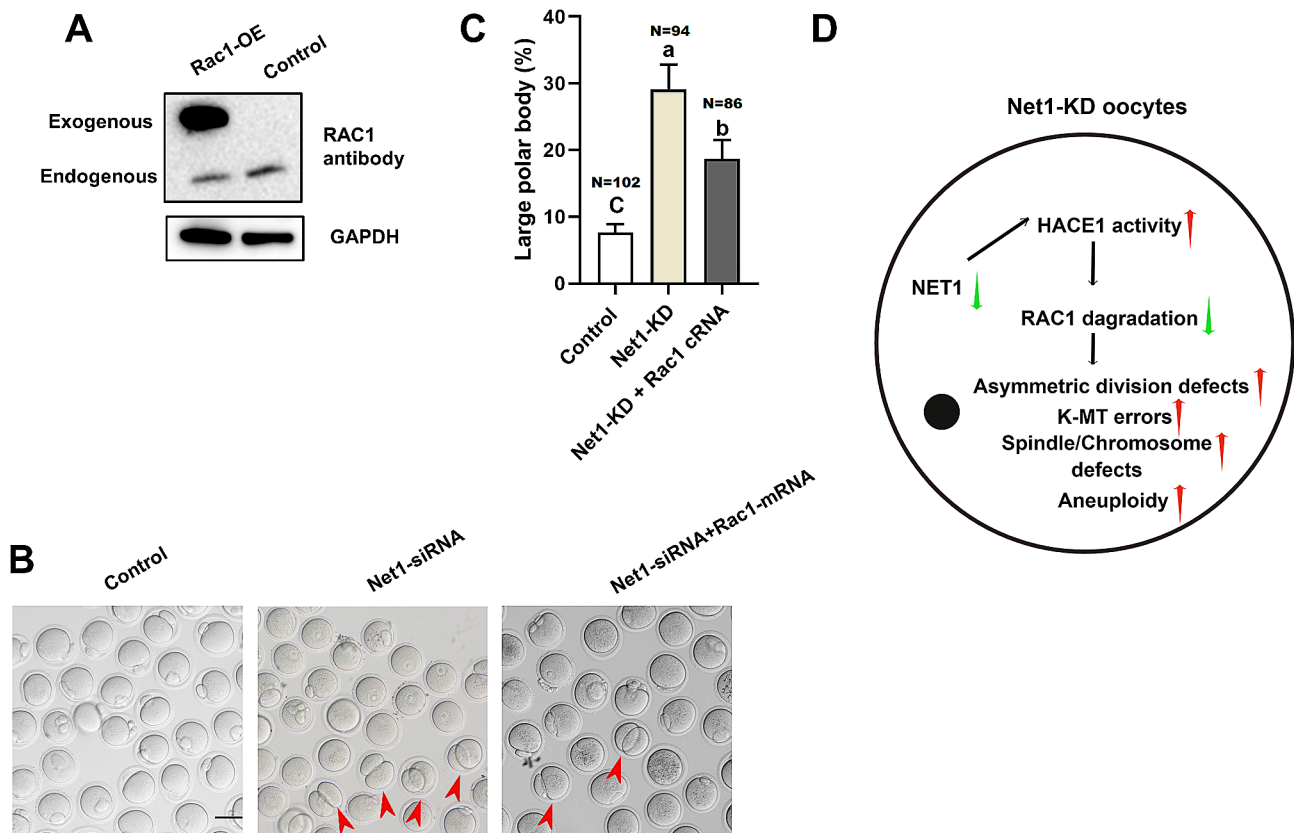 A
Rac1-OE
Control
Exogenous
Endogenous
RAC1
antibody
GAPDH
C
Large polar body (%)
40
30
20
10
0
N=102
C
N=94
a
N=86
b
Control
Net1-KD
Net1-KD + Rac1 cRNA
D
Net1-KD oocytes
HACE1 activity
NET1
RAC1 dagradation
Asymmetric division defects
K-MT errors
Spindle/Chromosome
defects
Aneuploidy
B
Control
Net1-siRNA
Net1-siRNA+Rac1-mRNA